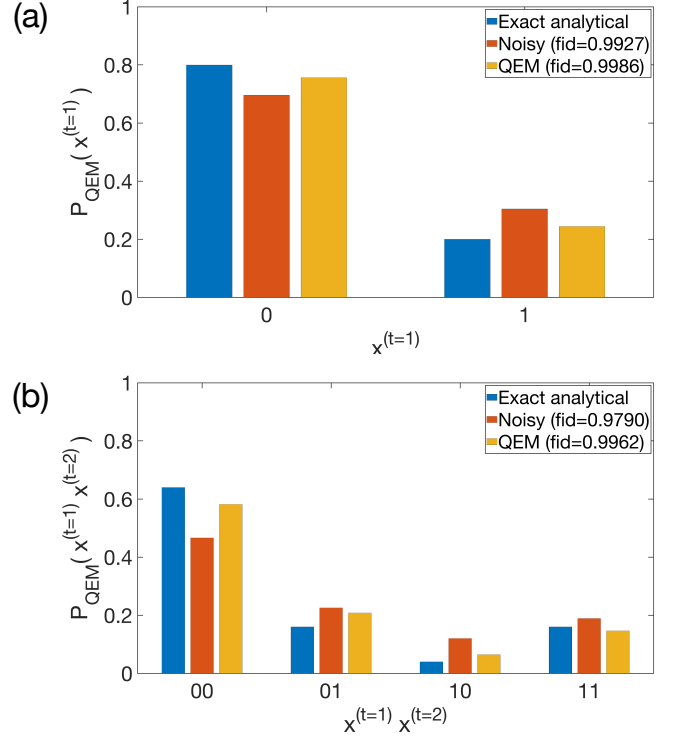 (a)
Exact analytical
Noisy (fid=0.9927)
QEM (fid=0.9986)
P_QEM( x^(t=1) )
1
0.8
0.6
0.4
0.2
0
0 1
x^(t=1)
(b)
Exact analytical
Noisy (fid=0.9790)
QEM (fid=0.9962)
P_QEM( x^(t=1) x^(t=2) )
1
0.8
0.6
0.4
0.2
0
00 01 10 11
x^(t=1) x^(t=2)